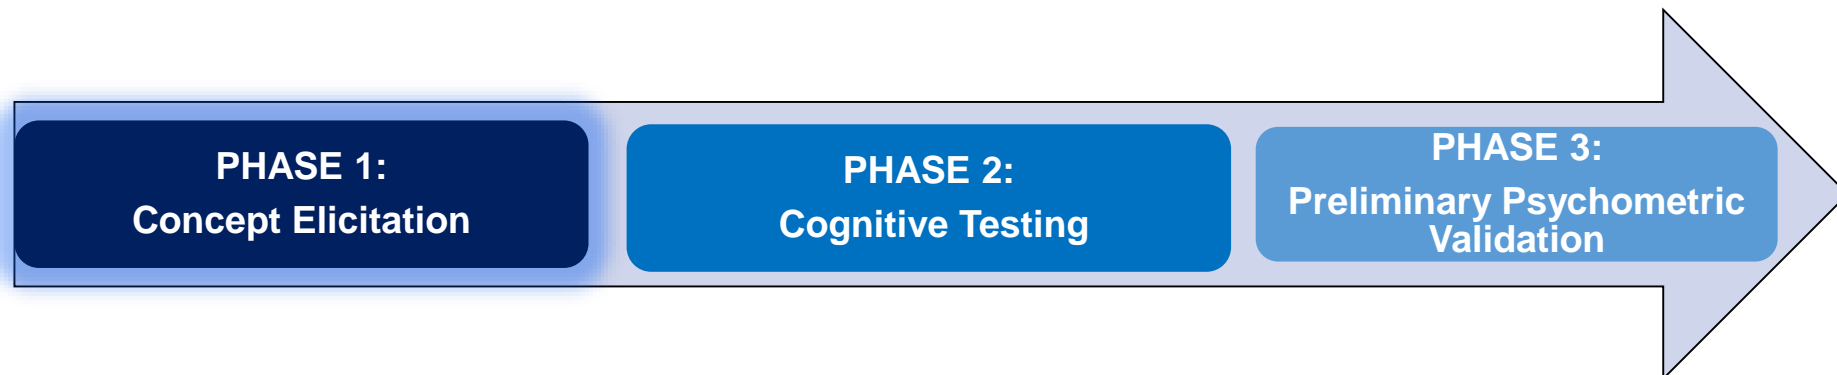 PHASE 1:
Concept Elicitation
PHASE 2:
Cognitive Testing
PHASE 3:
Preliminary Psychometric
Validation